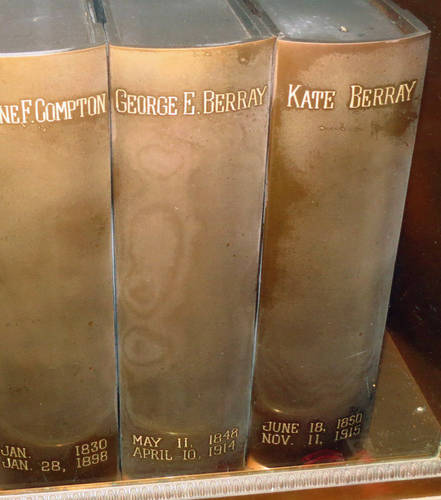 NE F. COMPTON
JAN. 1830
JAN. 28, 1898
GEORGE E. BERRAY
MAY 11, 1848
APRIL 10, 1914
KATE BERRAY
JUNE 18, 1850
NOV. 11, 1915